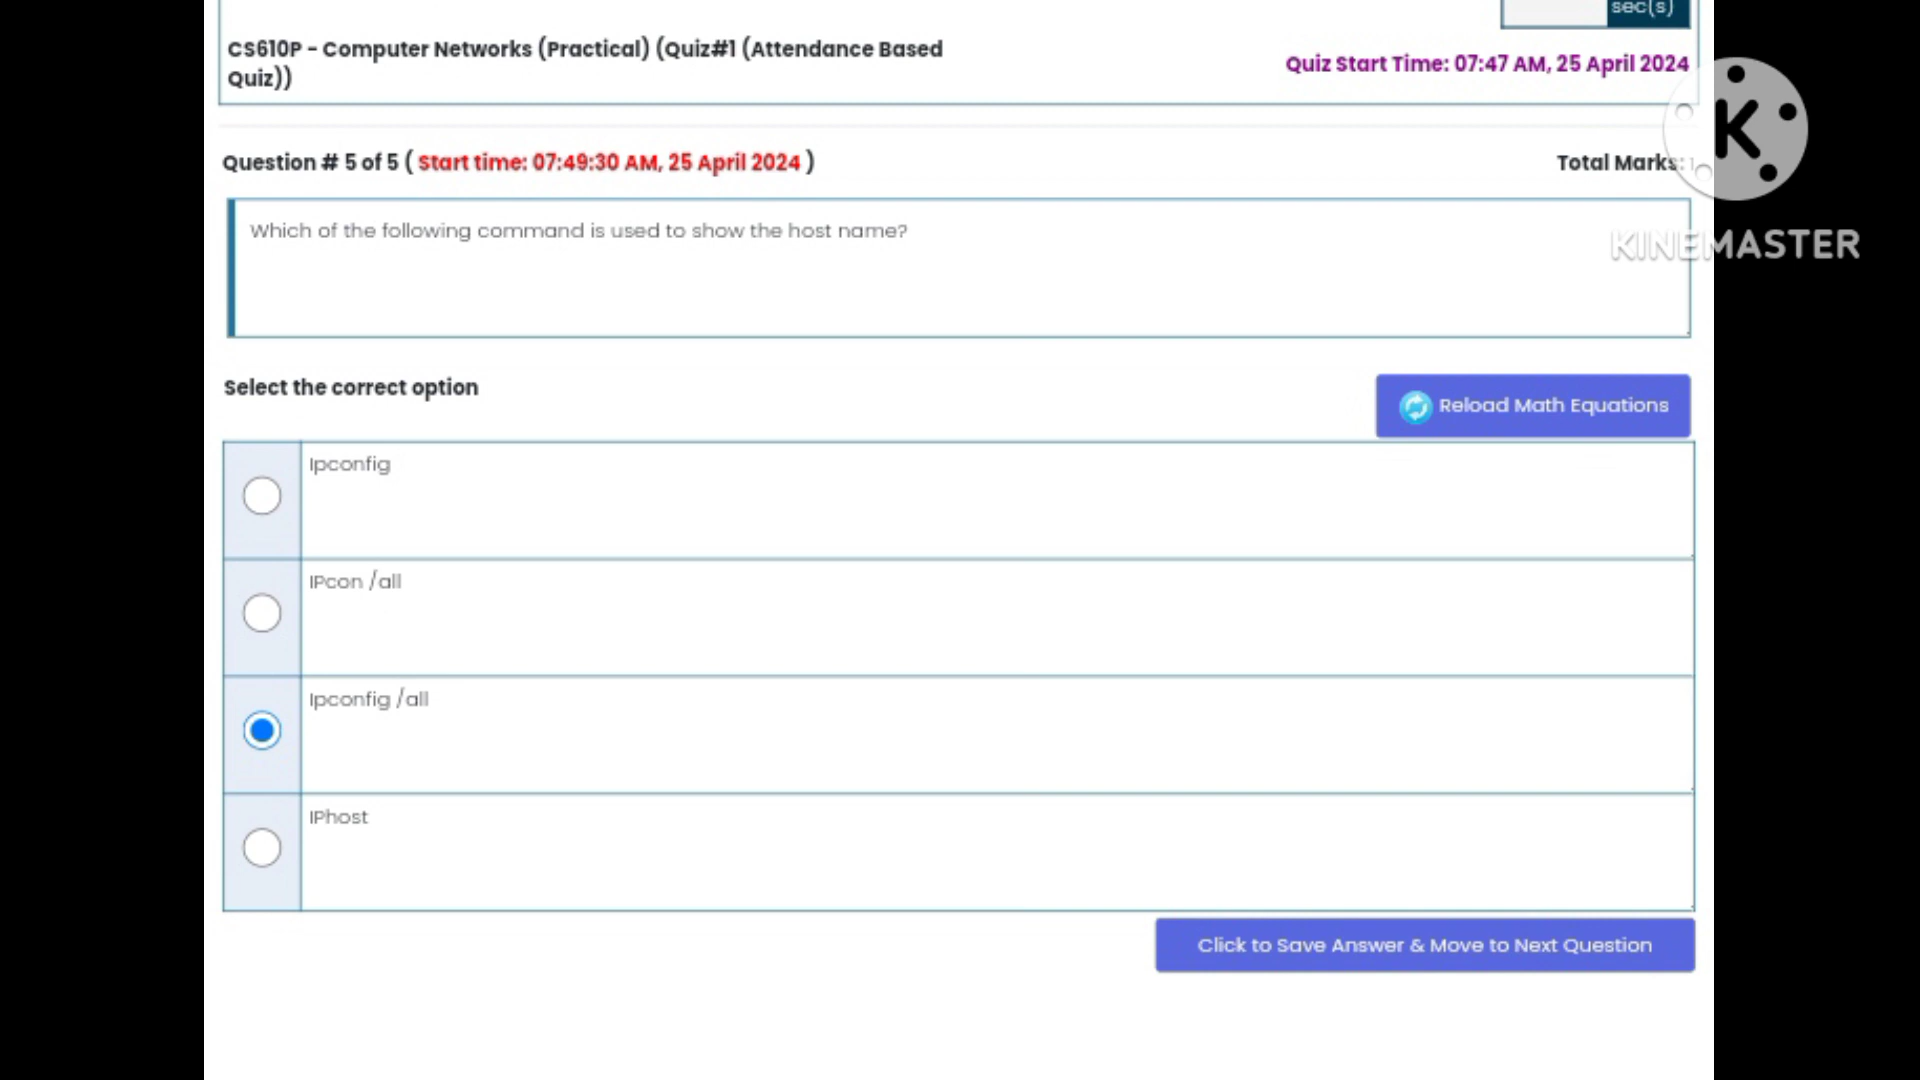 sec(s)
CS610P - Computer Networks (Practical) (Quiz#1 (Attendance Based
Quiz))
Quiz Start Time: 07:47 AM, 25 April 2024
Question # 5 of 5 ( Start time: 07:49:30 AM, 25 April 2024 )
Total Marks:
K
KINEMASTER
Which of the following command is used to show the host name?
Select the correct option
Reload Math Equations
Ipconfig
IPcon /all
Ipconfig /all
IPhost
Click to Save Answer & Move to Next Question